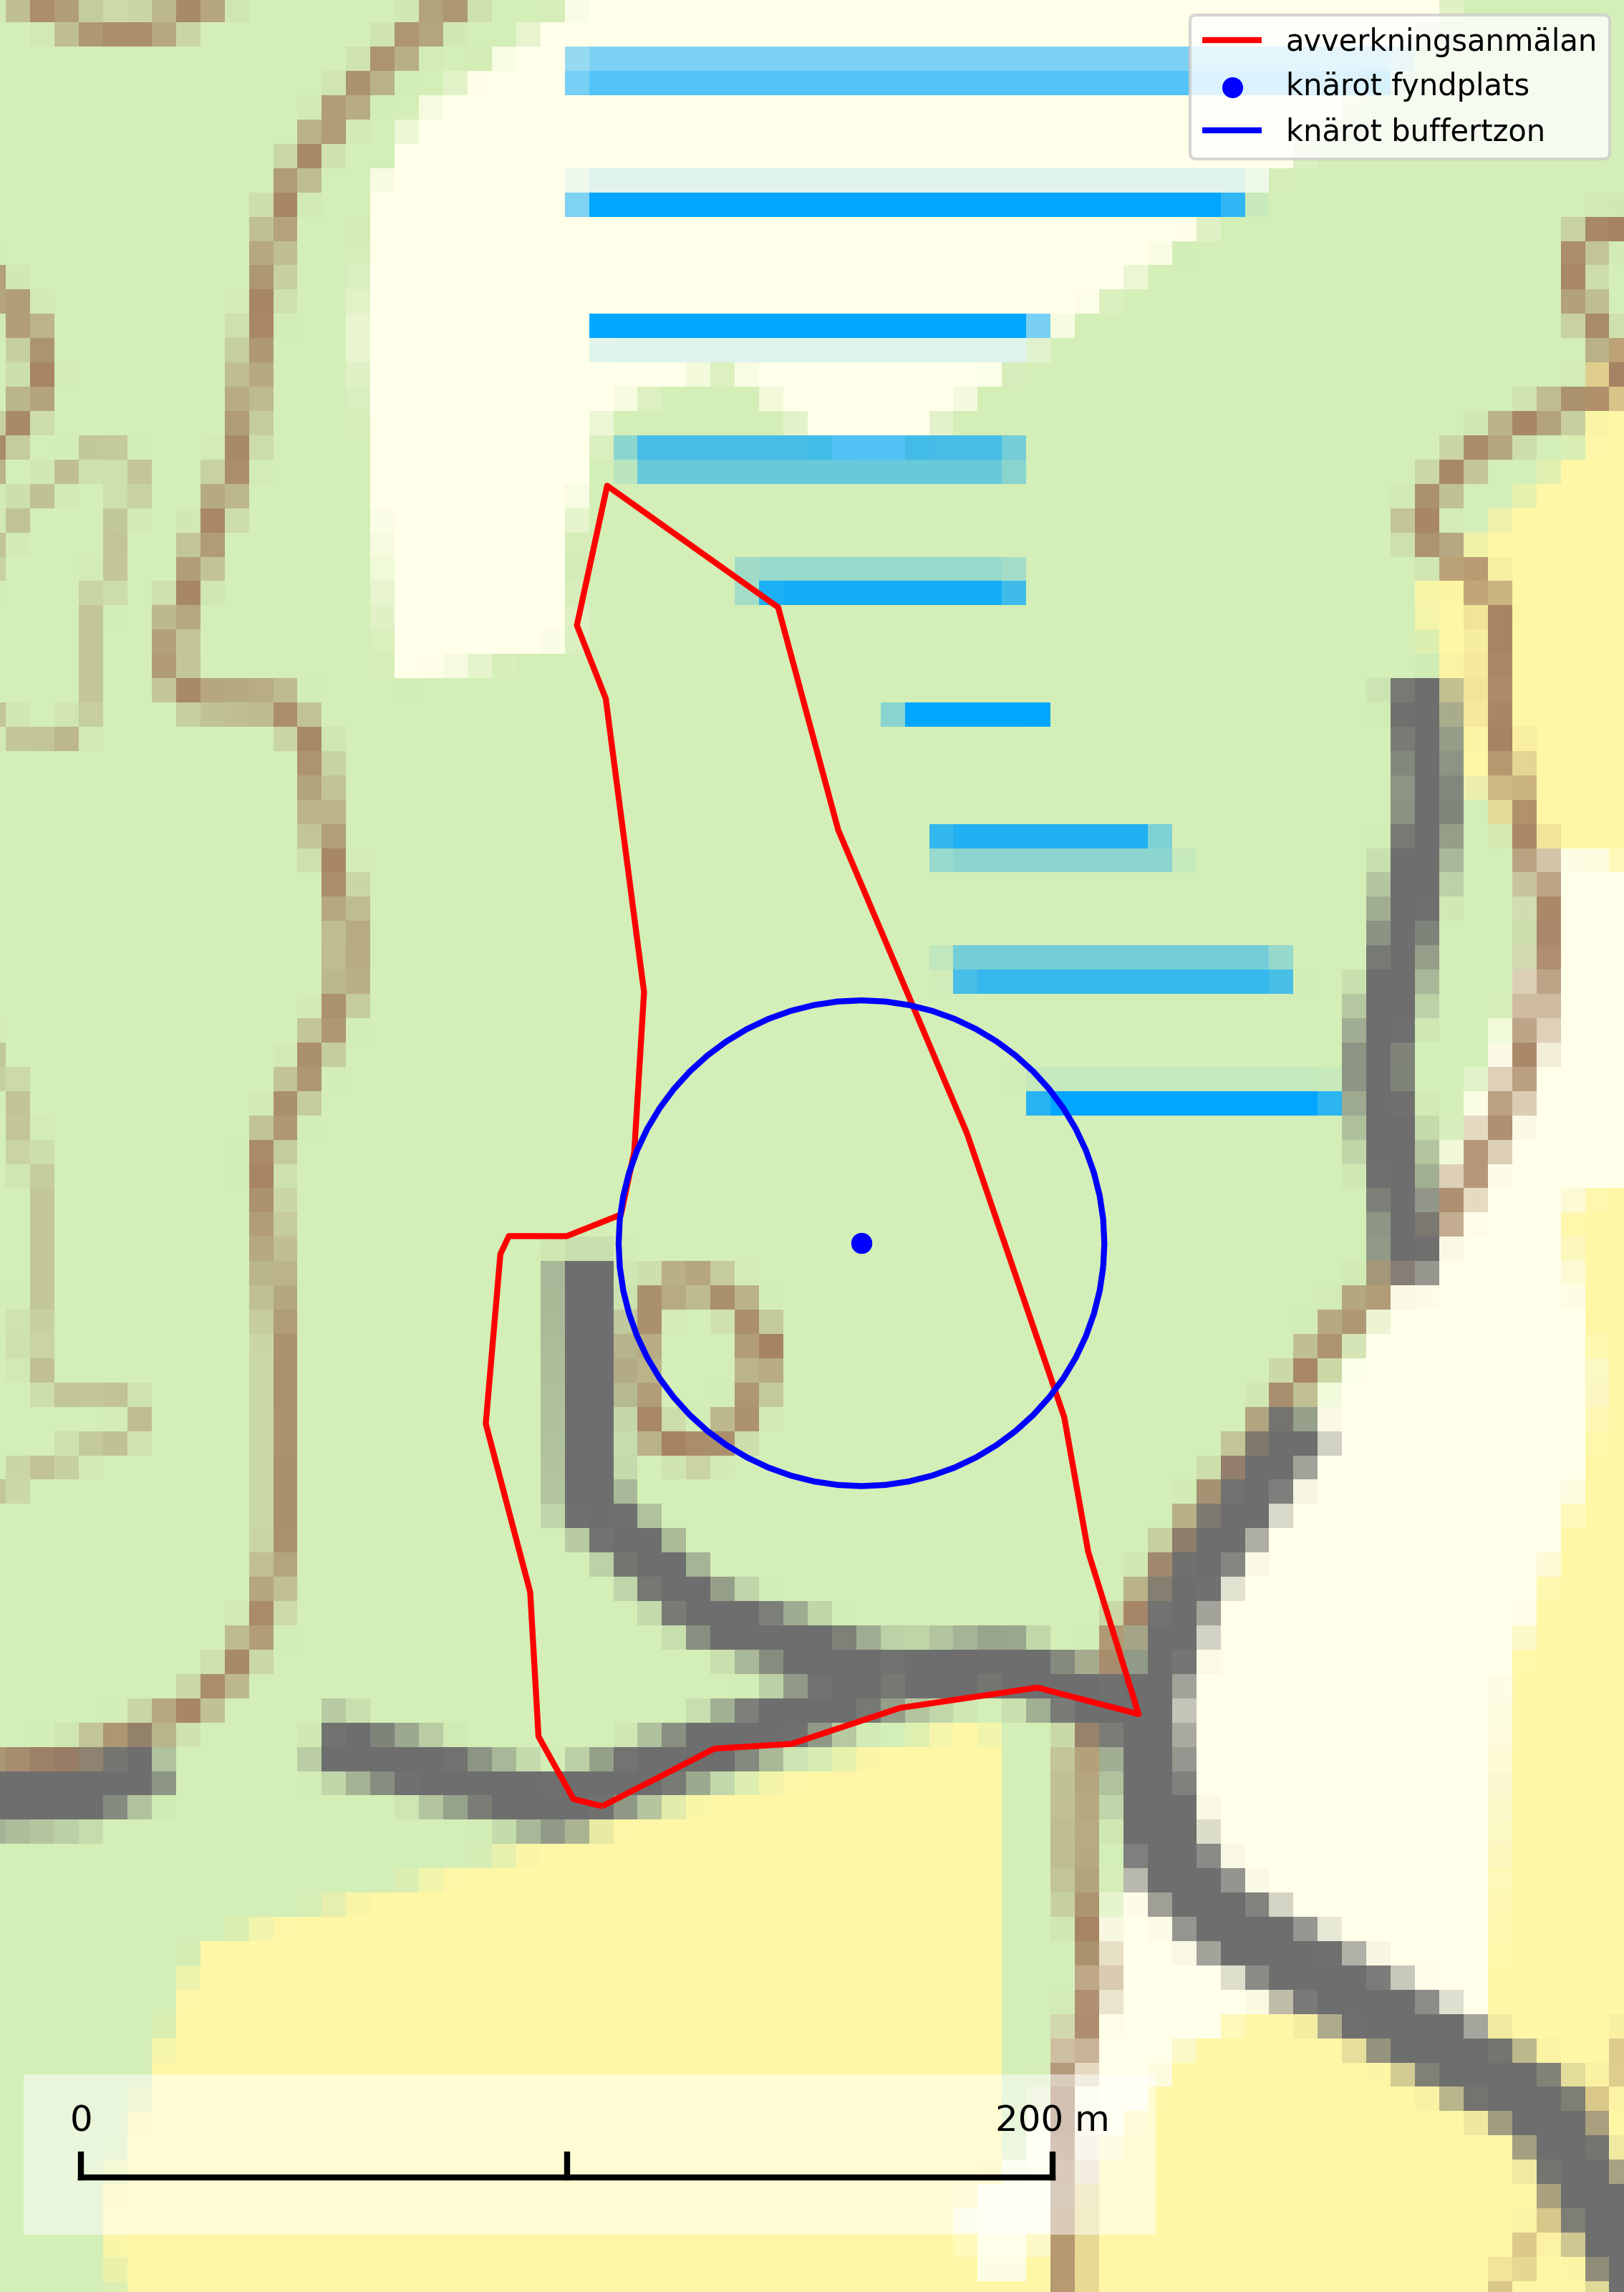 avverkningsanmälan
knärot fyndplats
knärot buffertzon
0
200 m